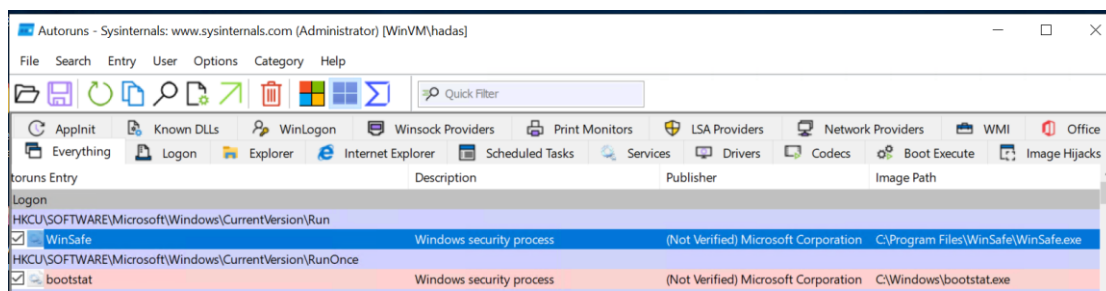 Autoruns - Sysinternals: www.sysinternals.com (Administrator) [WinVM\hadas]
File Search Entry User Options Category Help
Quick Filter
AppInit Known DLLs WinLogon Winsock Providers Print Monitors LSA Providers Network Providers WMI Office
Everything Logon Explorer Internet Explorer Scheduled Tasks Services Drivers Codecs Boot Execute Image Hijacks
toruns Entry Description Publisher Image Path
Logon
HKCU\SOFTWARE\Microsoft\Windows\CurrentVersion\Run
WinSafe Windows security process (Not Verified) Microsoft Corporation C:\Program Files\WinSafe\WinSafe.exe
HKCU\SOFTWARE\Microsoft\Windows\CurrentVersion\RunOnce
bootstat Windows security process (Not Verified) Microsoft Corporation C:\Windows\bootstat.exe